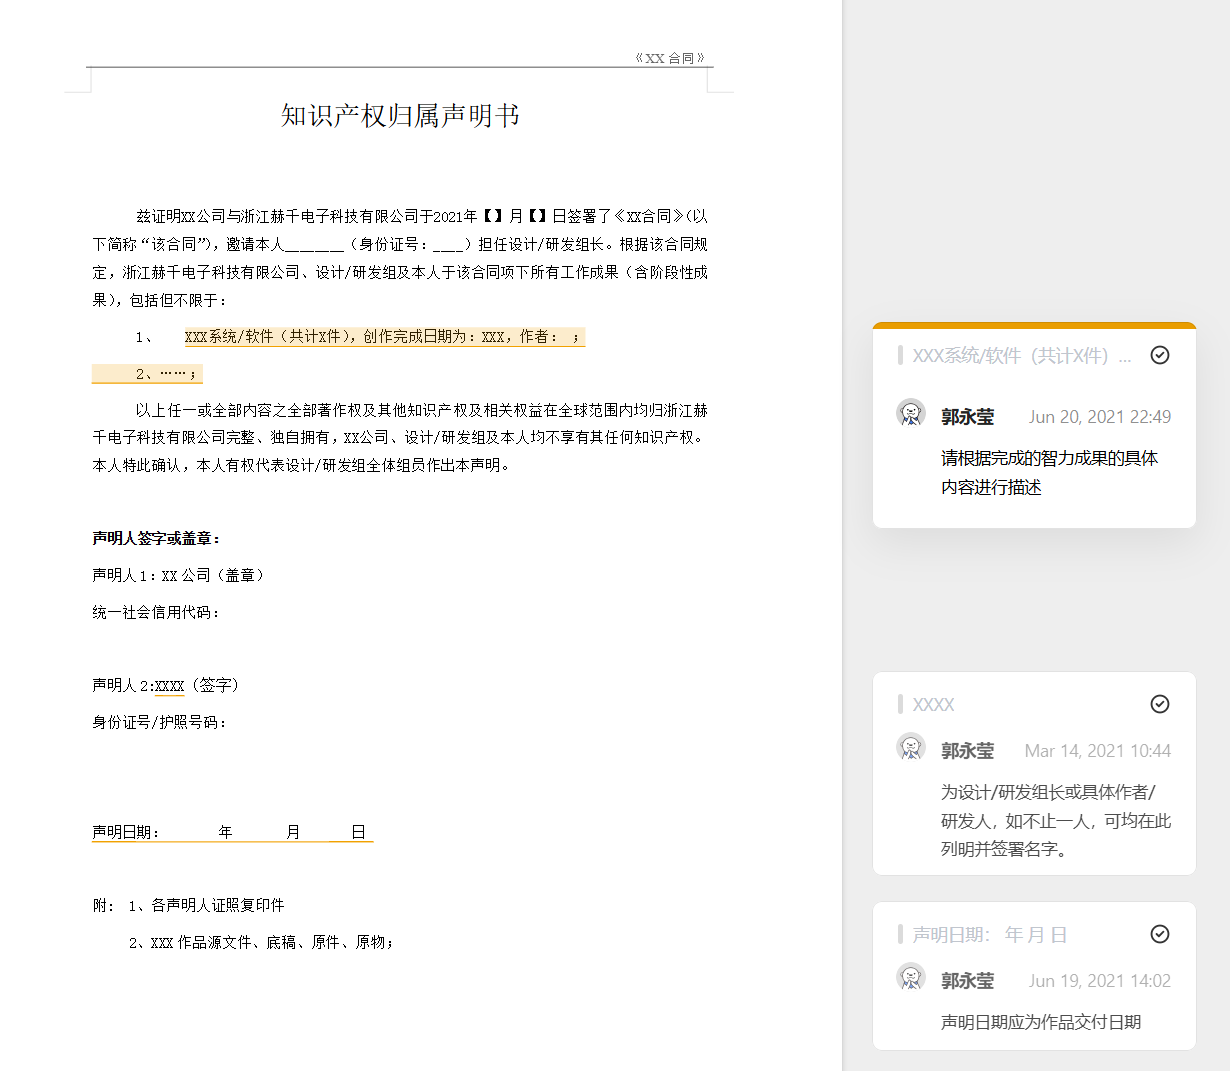 《XX 合同》
知识产权归属声明书
兹证明XX公司与浙江赫千电子科技有限公司于2021年【】月【】日签署了《XX合同》（以
下简称“该合同”），邀请本人________（身份证号：____）担任设计/研发组长。根据该合同规
定，浙江赫千电子科技有限公司、设计/研发组及本人于该合同项下所有工作成果（含阶段性成
果），包括但不限于：
1、 XXX系统/软件（共计X件），创作完成日期为：XXX，作者： ；
2、……；
以上任一或全部内容之全部著作权及其他知识产权及相关权益在全球范围内均归浙江赫
千电子科技有限公司完整、独自拥有，XX公司、设计/研发组及本人均不享有其任何知识产权。
本人特此确认，本人有权代表设计/研发组全体组员作出本声明。
声明人签字或盖章：
声明人 1：XX 公司（盖章）
统一社会信用代码：
声明人 2:XXXX（签字）
身份证号/护照号码：
声明日期： 年 月 日
附： 1、各声明人证照复印件
2、XXX 作品源文件、底稿、原件、原物；
XXX系统/软件（共计X件）...
郭永莹 Jun 20, 2021 22:49
请根据完成的智力成果的具体
内容进行描述
XXXX
郭永莹 Mar 14, 2021 10:44
为设计/研发组长或具体作者/
研发人，如不止一人，可均在此
列明并签署名字。
声明日期： 年 月 日
郭永莹 Jun 19, 2021 14:02
声明日期应为作品交付日期